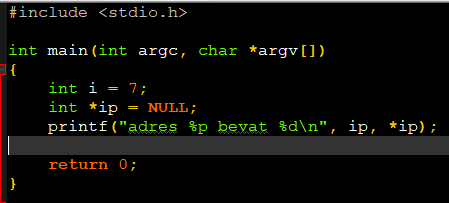 #include <stdio.h>
int main(int argc, char *argv[])
{
int i = 7;
int *ip = NULL;
printf("adres %p bevat %d\n", ip, *ip);
return 0;
}